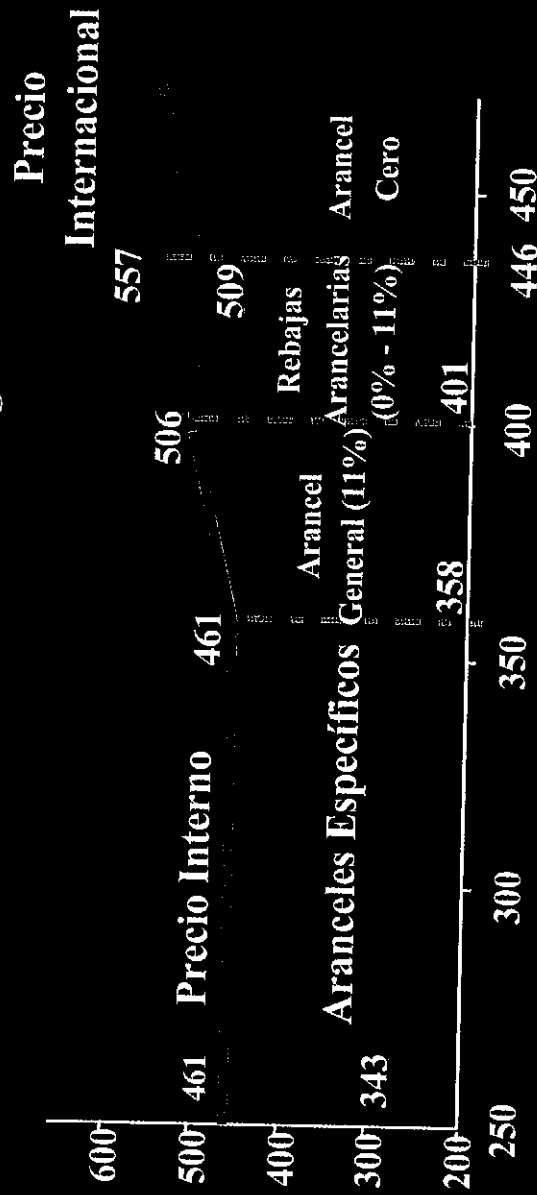 Precio
Internacional
557
506
509
461
Precio Interno
461
Rebajas
Arancelarias
(0% - 11%)
Arancel
Cero
Arancel
General (11%)
Aranceles Específicos
343
358
401
446
600
500
400
300
200
250
300
350
400
450